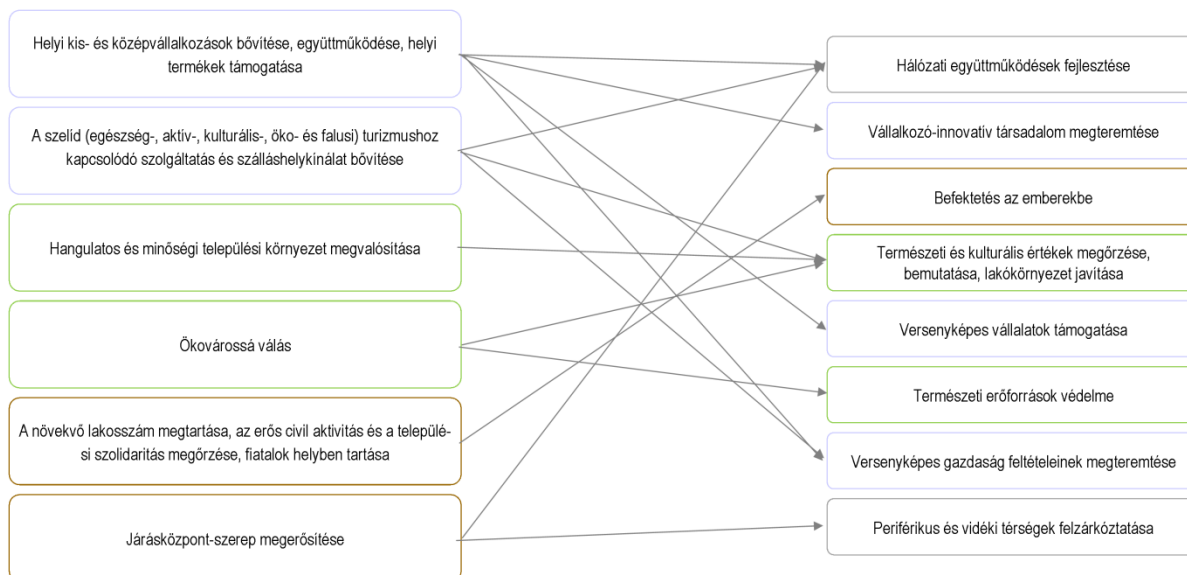 Helyi kis- és középvállalkozások bővítése, együttműködése, helyi
termékek támogatása
A szelid (egészség-, aktiv-, kulturális-, öko- és falusi) turizmushoz
kapcsolódó szolgáltatás és szálláshelykinálat bővitése
Hangulatos és minőségi települési környezet megvalósítása
Ökovárossá válás
A növekvő lakosszám megtartása, az erős civil aktivitás és a települé-
si szolidaritás megőrzése, fiatalok helyben tartása
Járásközpont-szerep megerősítése
Hálózati együttműködések fejlesztése
Vállalkozó-innovatív társadalom megteremtése
Befektetés az emberekbe
Természeti és kulturális értékek megőrzése,
bemutatása, lakókörnyezet javítása
Versenyképes vállalatok támogatása
Természeti erőforrások védelme
Versenyképes gazdaság feltételeinek megteremtése
Periférikus és vidéki térségek felzárkóztatása